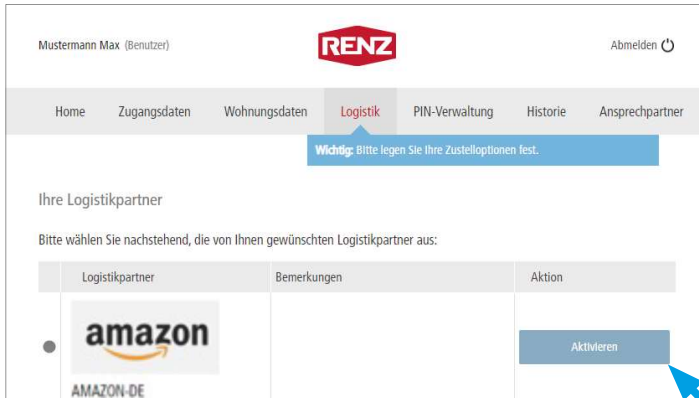 Mustermann Max (Benutzer)
RENZ
Abmelden
Home Zugangsdaten Wohnungsdaten Logistik PIN-Verwaltung Historie Ansprechpartner
Wichtig: Bitte legen Sie Ihre Zustelloptionen fest.
Ihre Logistikpartner
Bitte wählen Sie nachstehend, die von Ihnen gewünschten Logistikpartner aus:
Logistikpartner Bemerkungen Aktion
amazon
Aktivieren
AMAZON-DE